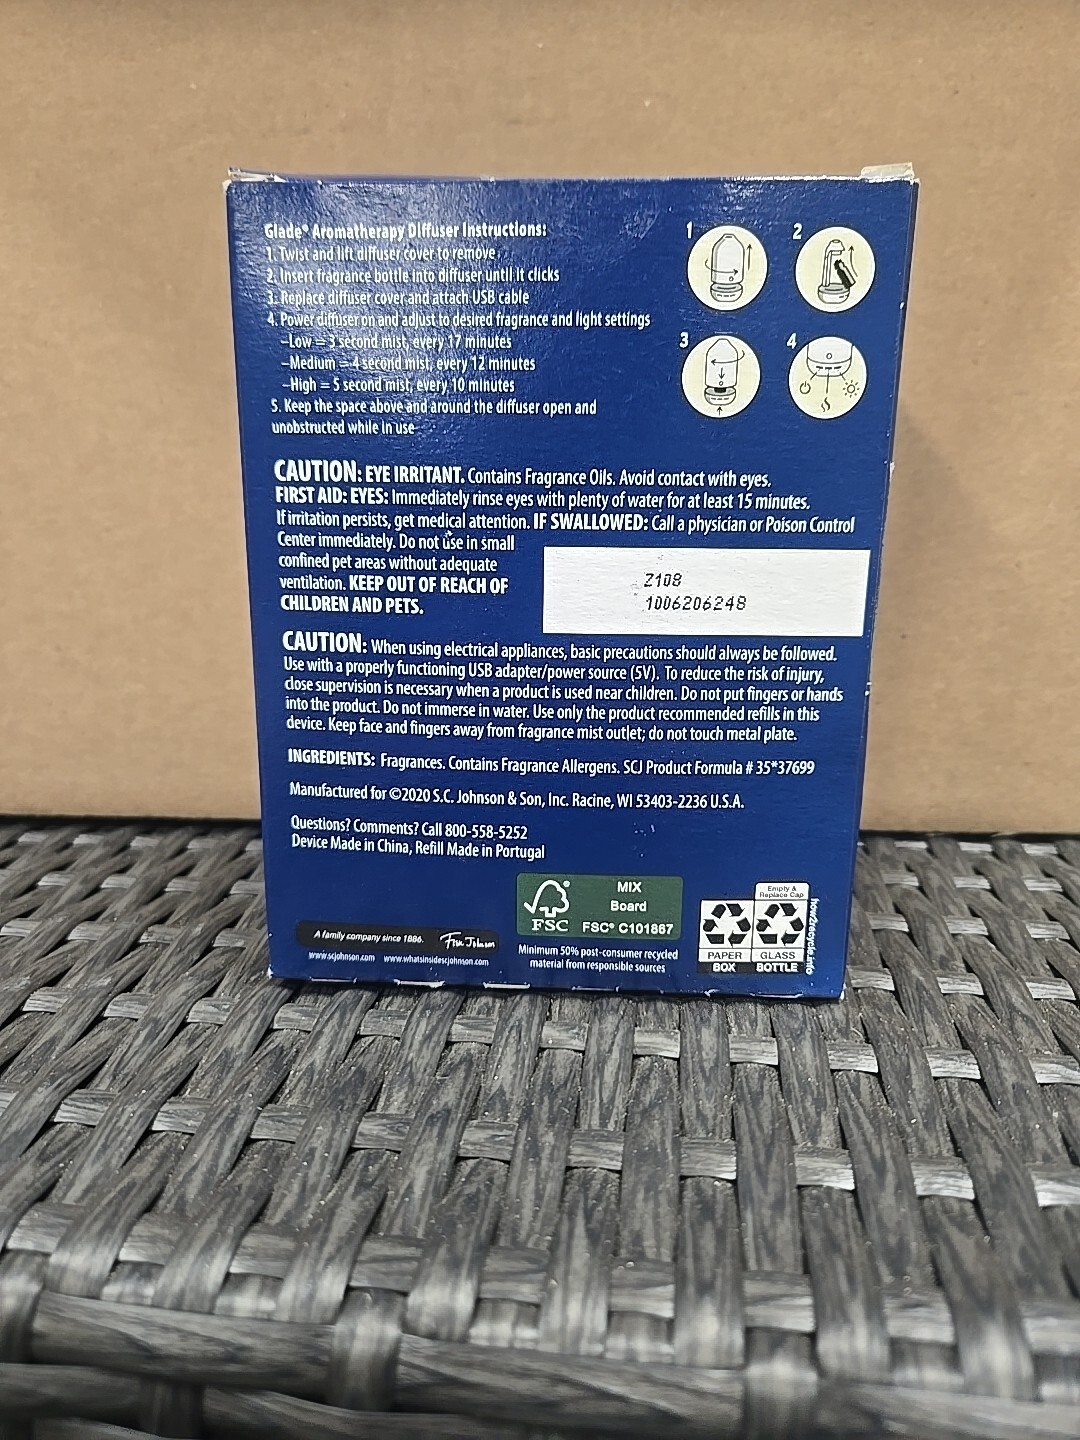 Glade® Aromatherapy Diffuser Instructions:
1. Twist and lift diffuser cover to remove
2. Insert fragrance bottle into diffuser until it clicks
3. Replace diffuser cover and attach USB cable
4. Power diffuser on and adjust to desired fragrance and light settings
–Low = 3 second mist, every 17 minutes
–Medium = 4 second mist, every 12 minutes
–High = 5 second mist, every 10 minutes
5. Keep the space above and around the diffuser open and
unobstructed while in use
1
2
3
4
CAUTION: EYE IRRITANT. Contains Fragrance Oils. Avoid contact with eyes.
FIRST AID: EYES: Immediately rinse eyes with plenty of water for at least 15 minutes.
If irritation persists, get medical attention. IF SWALLOWED: Call a physician or Poison Control
Center immediately. Do not use in small
confined pet areas without adequate
ventilation. KEEP OUT OF REACH OF
CHILDREN AND PETS.
Z108
1006206248
CAUTION: When using electrical appliances, basic precautions should always be followed.
Use with a properly functioning USB adapter/power source (5V). To reduce the risk of injury,
close supervision is necessary when a product is used near children. Do not put fingers or hands
into the product. Do not immerse in water. Use only the product recommended refills in this
device. Keep face and fingers away from fragrance mist outlet; do not touch metal plate.
INGREDIENTS: Fragrances. Contains Fragrance Allergens. SCJ Product Formula # 35*37699
Manufactured for ©2020 S.C. Johnson & Son, Inc. Racine, WI 53403-2236 U.S.A.
Questions? Comments? Call 800-558-5252
Device Made in China, Refill Made in Portugal
A family company since 1886. Fisk Johnson
www.scjohnson.com www.whatsinsidescjohnson.com
FSC
MIX
Board
FSC® C101867
Minimum 50% post-consumer recycled
material from responsible sources
Empty &
Replace Cap
PAPER
BOX
GLASS
BOTTLE
how2recycle.info